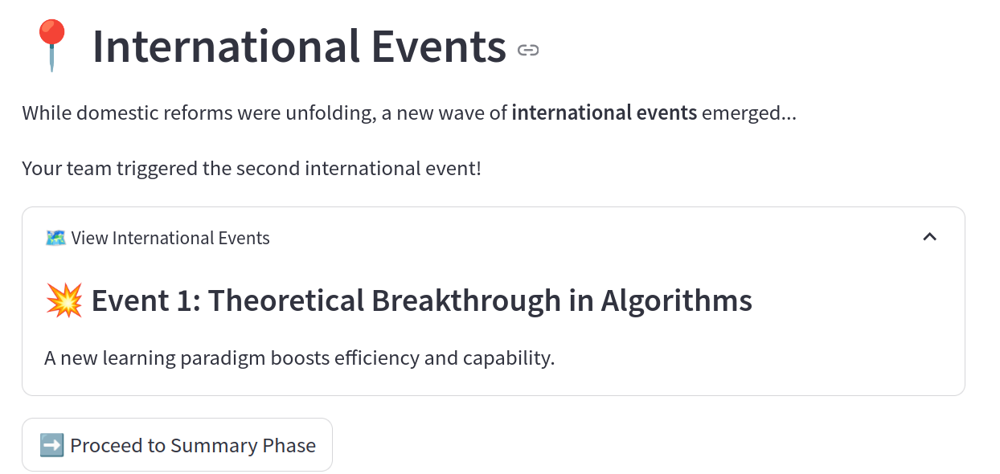 📍 International Events
While domestic reforms were unfolding, a new wave of international events emerged...
Your team triggered the second international event!
🗺️ View International Events
💥 Event 1: Theoretical Breakthrough in Algorithms
A new learning paradigm boosts efficiency and capability.
➡️ Proceed to Summary Phase